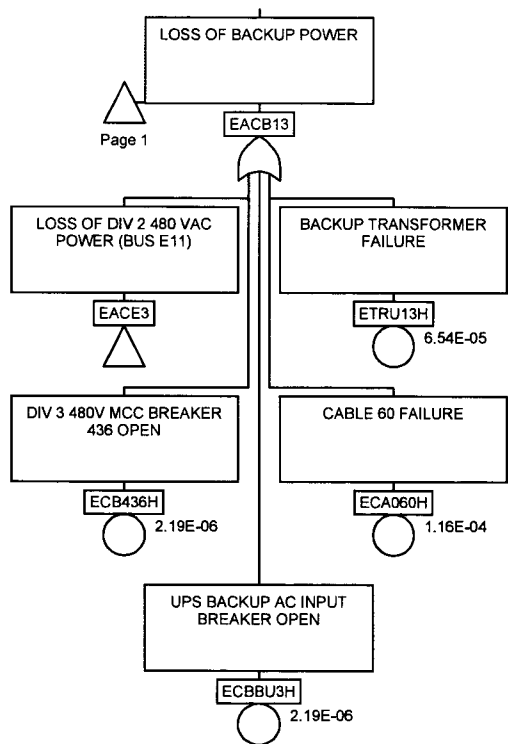 LOSS OF BACKUP POWER
Page 1
EACB13
LOSS OF DIV 2 480 VAC
POWER (BUS E11)
EACE3
BACKUP TRANSFORMER
FAILURE
ETRU13H
6.54E-05
DIV 3 480V MCC BREAKER
436 OPEN
ECB436H
2.19E-06
CABLE 60 FAILURE
ECA060H
1.16E-04
UPS BACKUP AC INPUT
BREAKER OPEN
ECBBU3H
2.19E-06